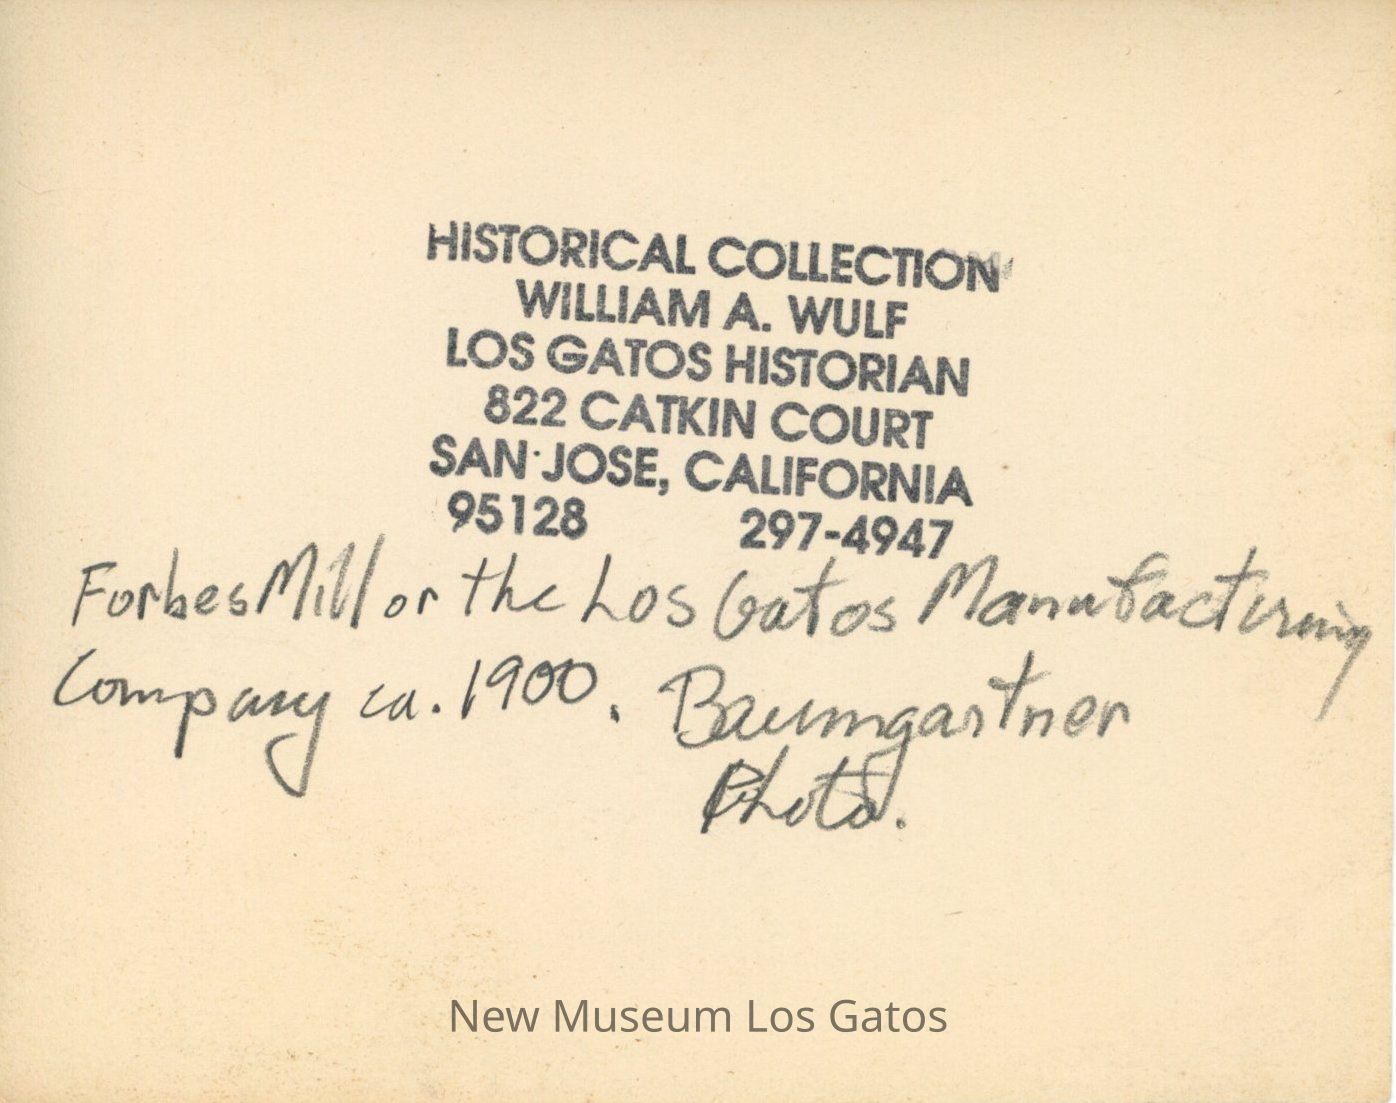 HISTORICAL COLLECTION
WILLIAM A. WULF
LOS GATOS HISTORIAN
822 CATKIN COURT
SAN JOSE, CALIFORNIA
95128 297-4947
Forbes Mill or the Los Gatos Manufacturing
Company ca. 1900. Baumgartner
Photo.
New Museum Los Gatos